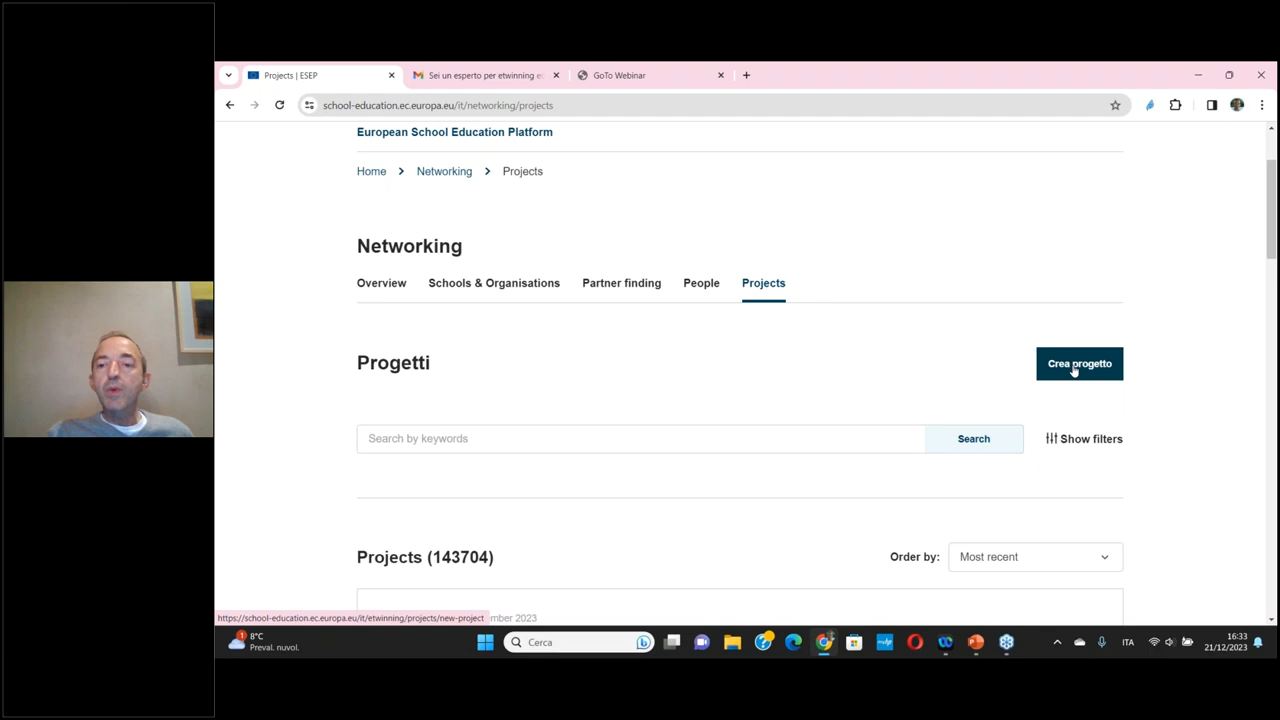 Projects | ESEP
Sei un esperto per etwinning e
GoTo Webinar
school-education.ec.europa.eu/it/networking/projects
European School Education Platform
Home > Networking > Projects
Networking
Overview Schools & Organisations Partner finding People Projects
Progetti
Crea progetto
Search by keywords
Search
Show filters
Projects (143704)
Order by:
Most recent
https://school-education.ec.europa.eu/it/etwinning/projects/new-project
mber 2023
1
8°C
Preval. nuvol.
Cerca
ITA
16:33
21/12/2023